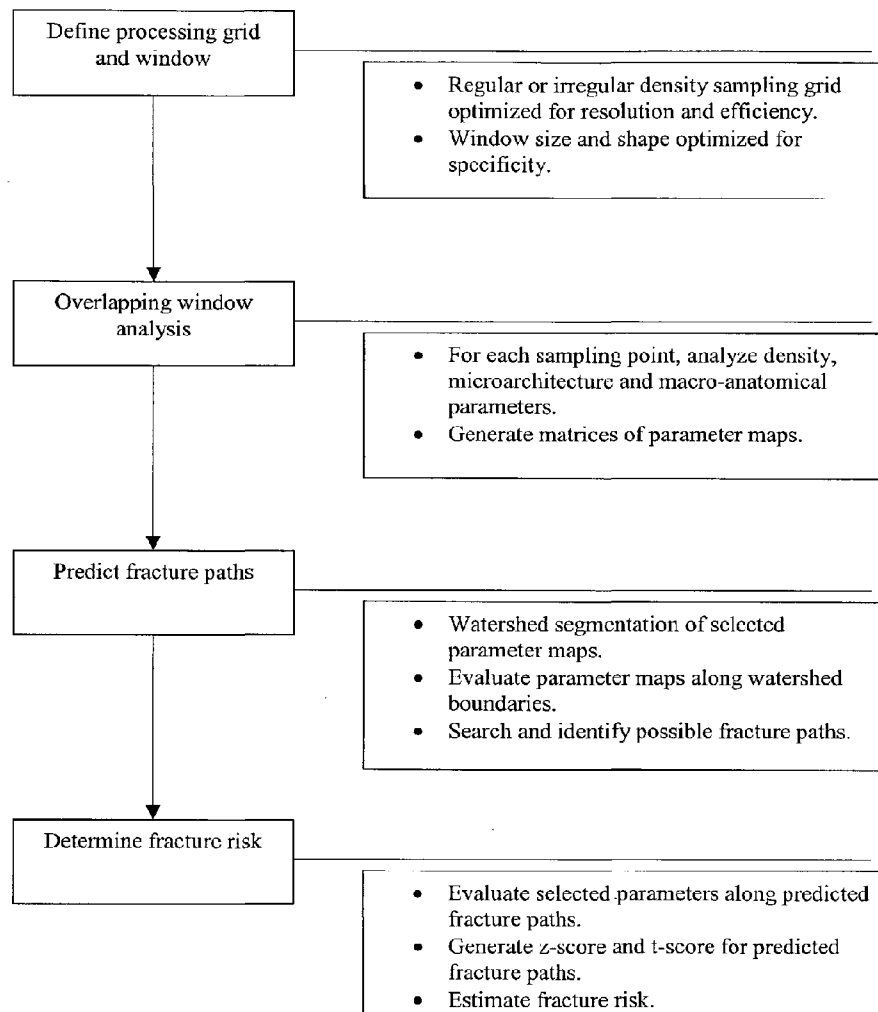 Define processing grid
and window
• Regular or irregular density sampling grid
optimized for resolution and efficiency.
• Window size and shape optimized for
specificity.
Overlapping window
analysis
• For each sampling point, analyze density,
microarchitecture and macro-anatomical
parameters.
• Generate matrices of parameter maps.
Predict fracture paths
• Watershed segmentation of selected
parameter maps.
• Evaluate parameter maps along watershed
boundaries.
• Search and identify possible fracture paths.
Determine fracture risk
• Evaluate selected parameters along predicted
fracture paths.
• Generate z-score and t-score for predicted
fracture paths.
• Estimate fracture risk.